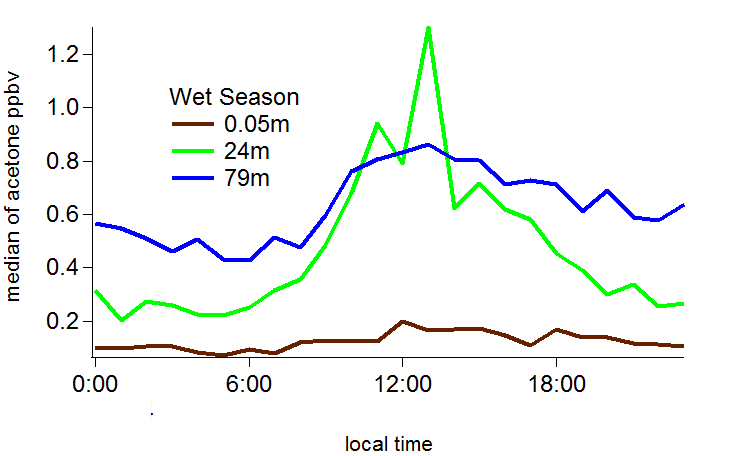 median of acetone ppbv
1.2
1.0
0.8
0.6
0.4
0.2
Wet Season
0.05m
24m
79m
0:00 6:00 12:00 18:00
local time